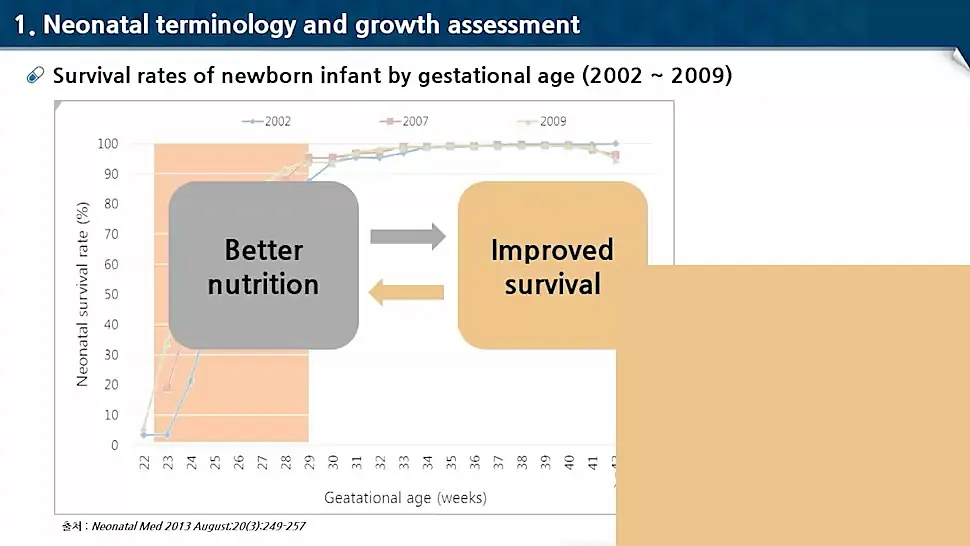 1. Neonatal terminology and growth assessment
Survival rates of newborn infant by gestational age (2002 ~ 2009)
2002 2007 2009
100
90
80
70
60
50
40
30
20
10
0
Neonatal survival rate (%)
Better
nutrition
Improved
survival
22 23 24 25 26 27 28 29 30 31 32 33 34 35 36 37 38 39 40 41
Geatational age (weeks)
출처 : Neonatal Med 2013 August;20(3):249-257